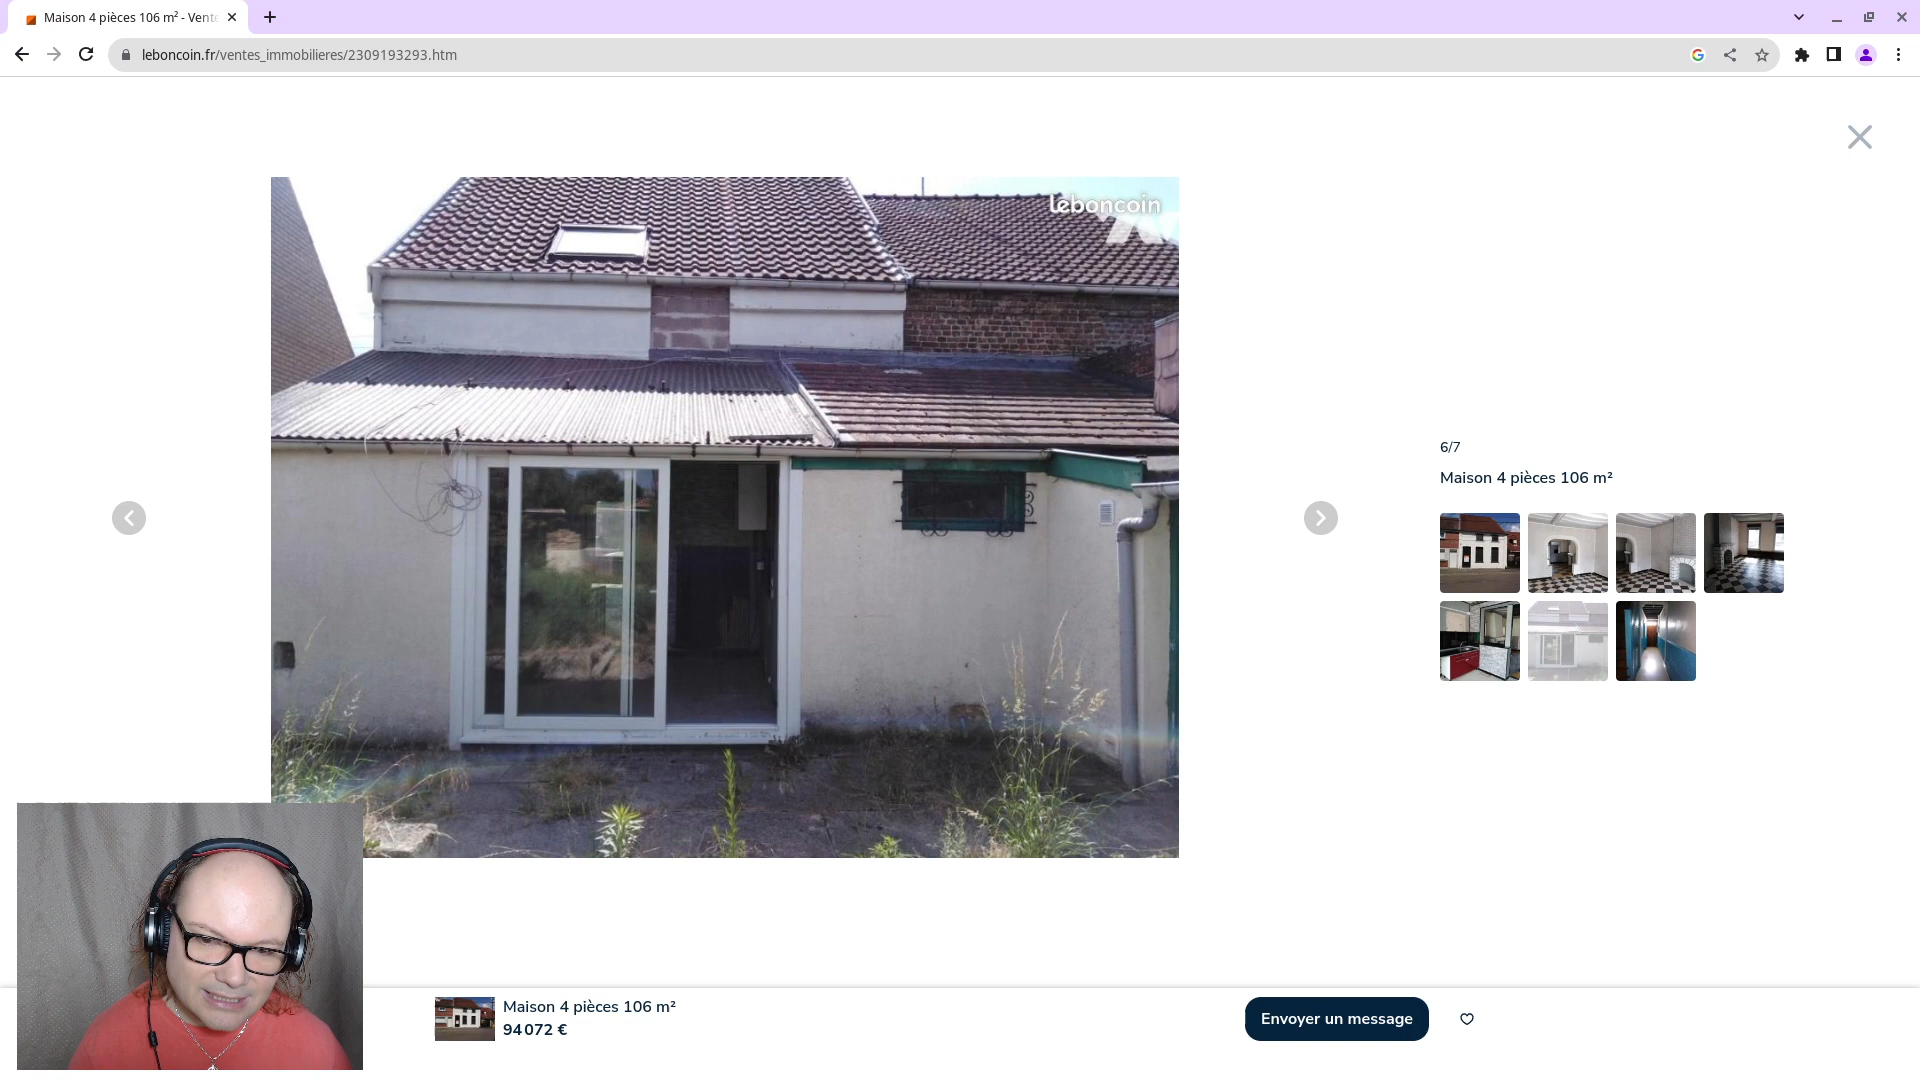 Maison 4 pièces 106 m² - Vente
leboncoin.fr/ventes_immobilieres/2309193293.htm
leboncoin
6/7
Maison 4 pièces 106 m²
Maison 4 pièces 106 m²
94 072 €
Envoyer un message